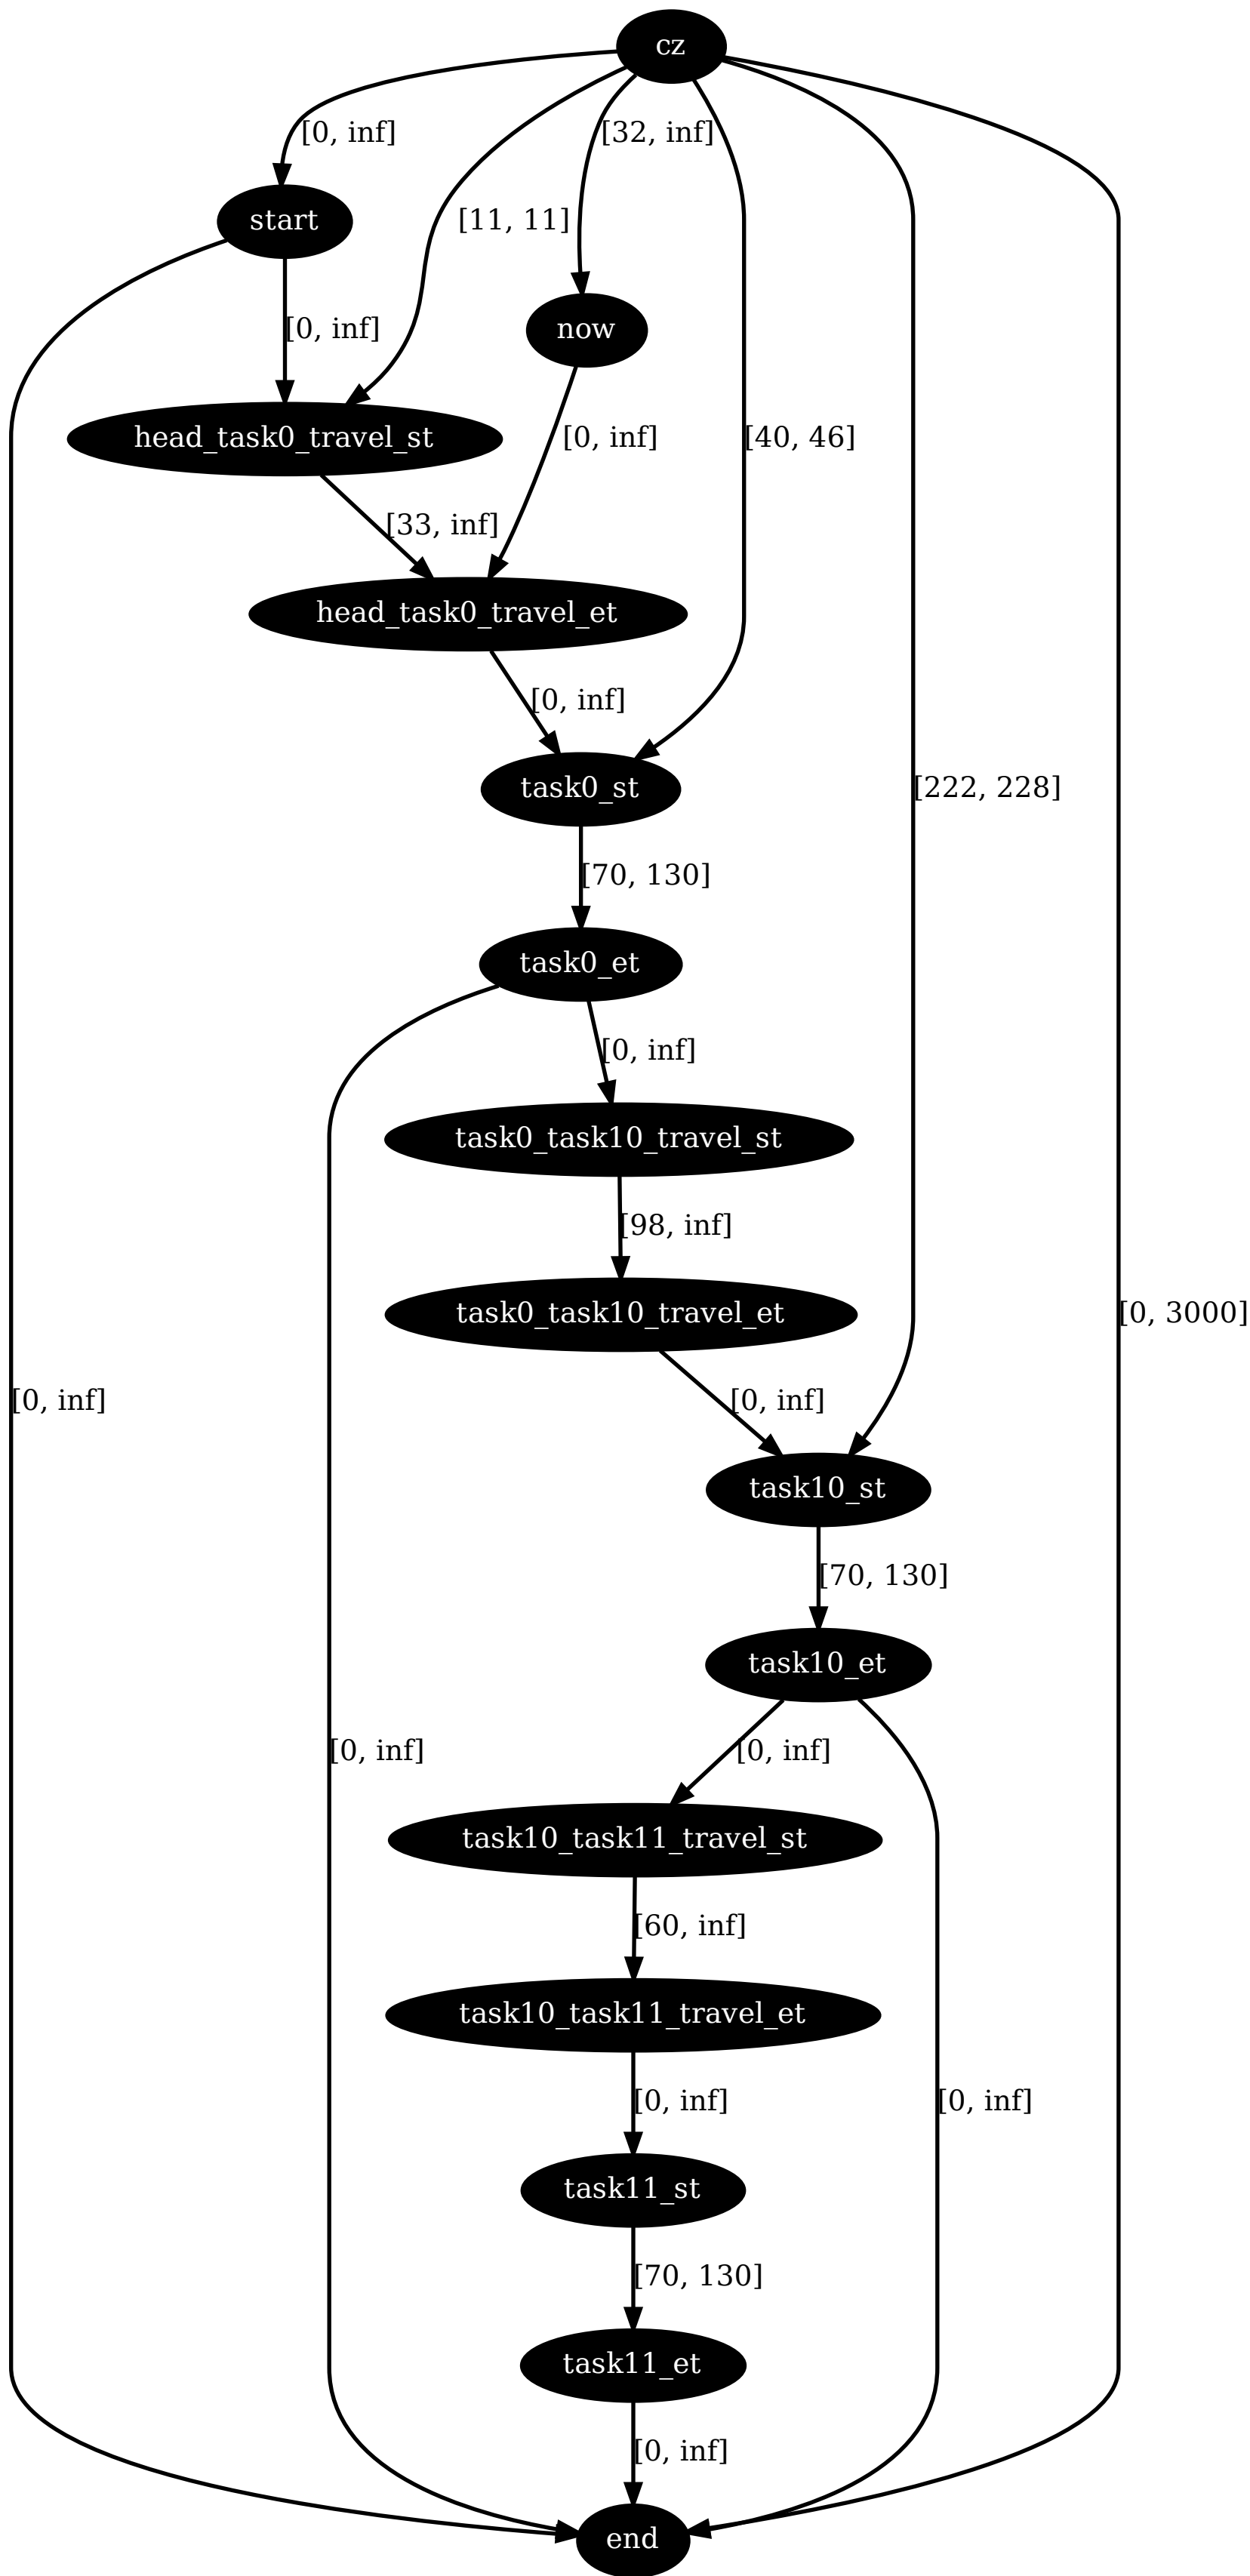 cz
[0, inf]
[32, inf]
start
[11, 11]
now
[0, inf]
head_task0_travel_st
[0, inf]
[40, 46]
[33, inf]
head_task0_travel_et
[0, inf]
task0_st
[222, 228]
[70, 130]
task0_et
[0, inf]
task0_task10_travel_st
[98, inf]
task0_task10_travel_et
[0, 3000]
[0, inf]
[0, inf]
task10_st
[70, 130]
task10_et
[0, inf]
[0, inf]
task10_task11_travel_st
[60, inf]
task10_task11_travel_et
[0, inf]
[0, inf]
task11_st
[70, 130]
task11_et
[0, inf]
end